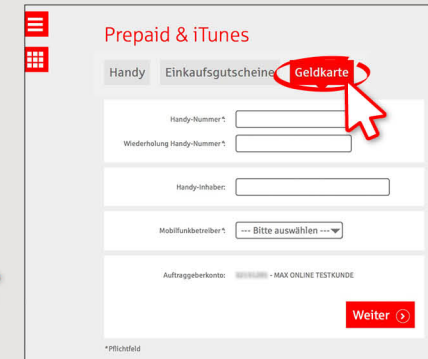 Prepaid & iTunes
Handy Einkaufsgutscheine Geldkarte
Handy-Nummer*:
Wiederholung Handy-Nummer*:
Handy-Inhaber:
Mobilfunkbetreiber*: --- Bitte auswählen ---
Auftraggeberkonto: - MAX ONLINE TESTKUNDE
Weiter
*Pflichtfeld